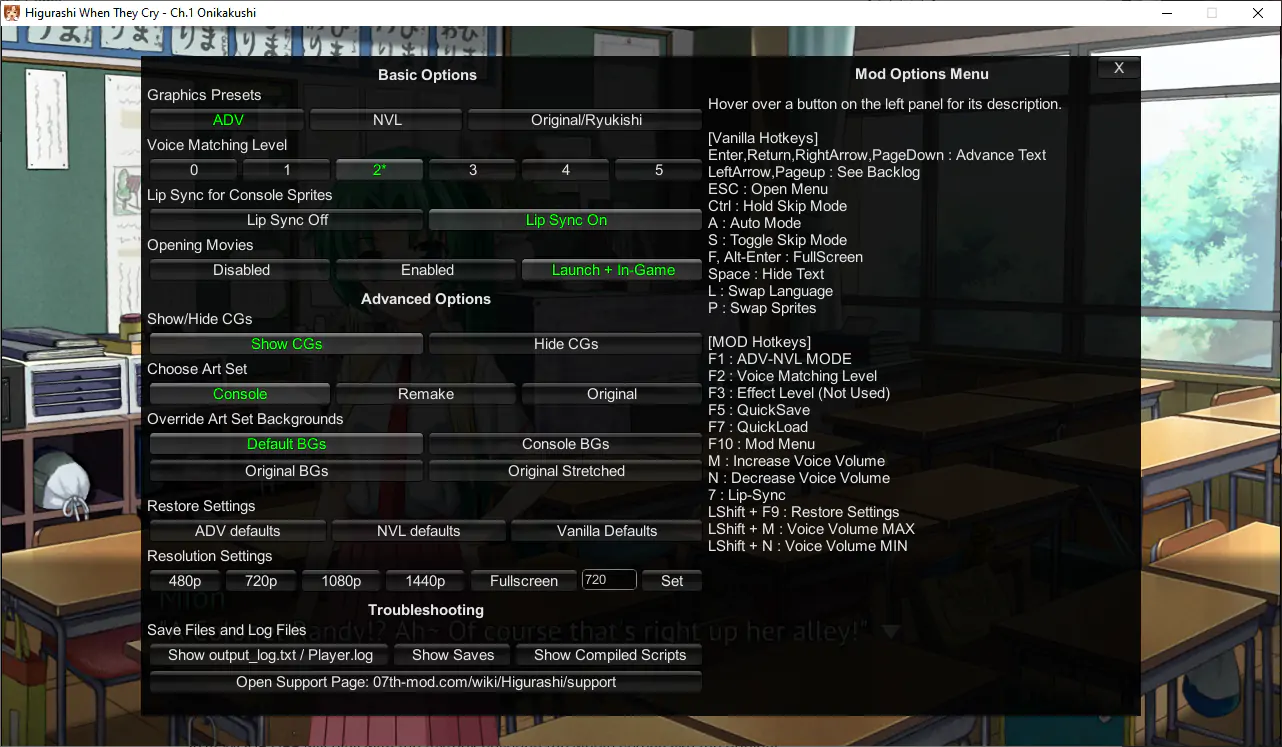 Higurashi When They Cry - Ch.1 Onikakushi
Basic Options
Graphics Presets
ADV NVL Original/Ryukishi
Voice Matching Level
0 1 2* 3 4 5
Lip Sync for Console Sprites
Lip Sync Off Lip Sync On
Opening Movies
Disabled Enabled Launch + In-Game
Advanced Options
Show/Hide CGs
Show CGs Hide CGs
Choose Art Set
Console Remake Original
Override Art Set Backgrounds
Default BGs Console BGs
Original BGs Original Stretched
Restore Settings
ADV defaults NVL defaults Vanilla Defaults
Resolution Settings
480p 720p 1080p 1440p Fullscreen 720 Set
Mion
Troubleshooting
Save Files and Log Files
andy!? Ah~ Of course that's right up her alley!"
Show output_log.txt / Player.log Show Saves Show Compiled Scripts
Open Support Page: 07th-mod.com/wiki/Higurashi/support
Mod Options Menu
X
Hover over a button on the left panel for its description.
[Vanilla Hotkeys]
Enter,Return,RightArrow,PageDown : Advance Text
LeftArrow,Pageup : See Backlog
ESC : Open Menu
Ctrl : Hold Skip Mode
A : Auto Mode
S : Toggle Skip Mode
F, Alt-Enter : FullScreen
Space : Hide Text
L : Swap Language
P : Swap Sprites
[MOD Hotkeys]
F1 : ADV-NVL MODE
F2 : Voice Matching Level
F3 : Effect Level (Not Used)
F5 : QuickSave
F7 : QuickLoad
F10 : Mod Menu
M : Increase Voice Volume
N : Decrease Voice Volume
7 : Lip-Sync
LShift + F9 : Restore Settings
LShift + M : Voice Volume MAX
LShift + N : Voice Volume MIN